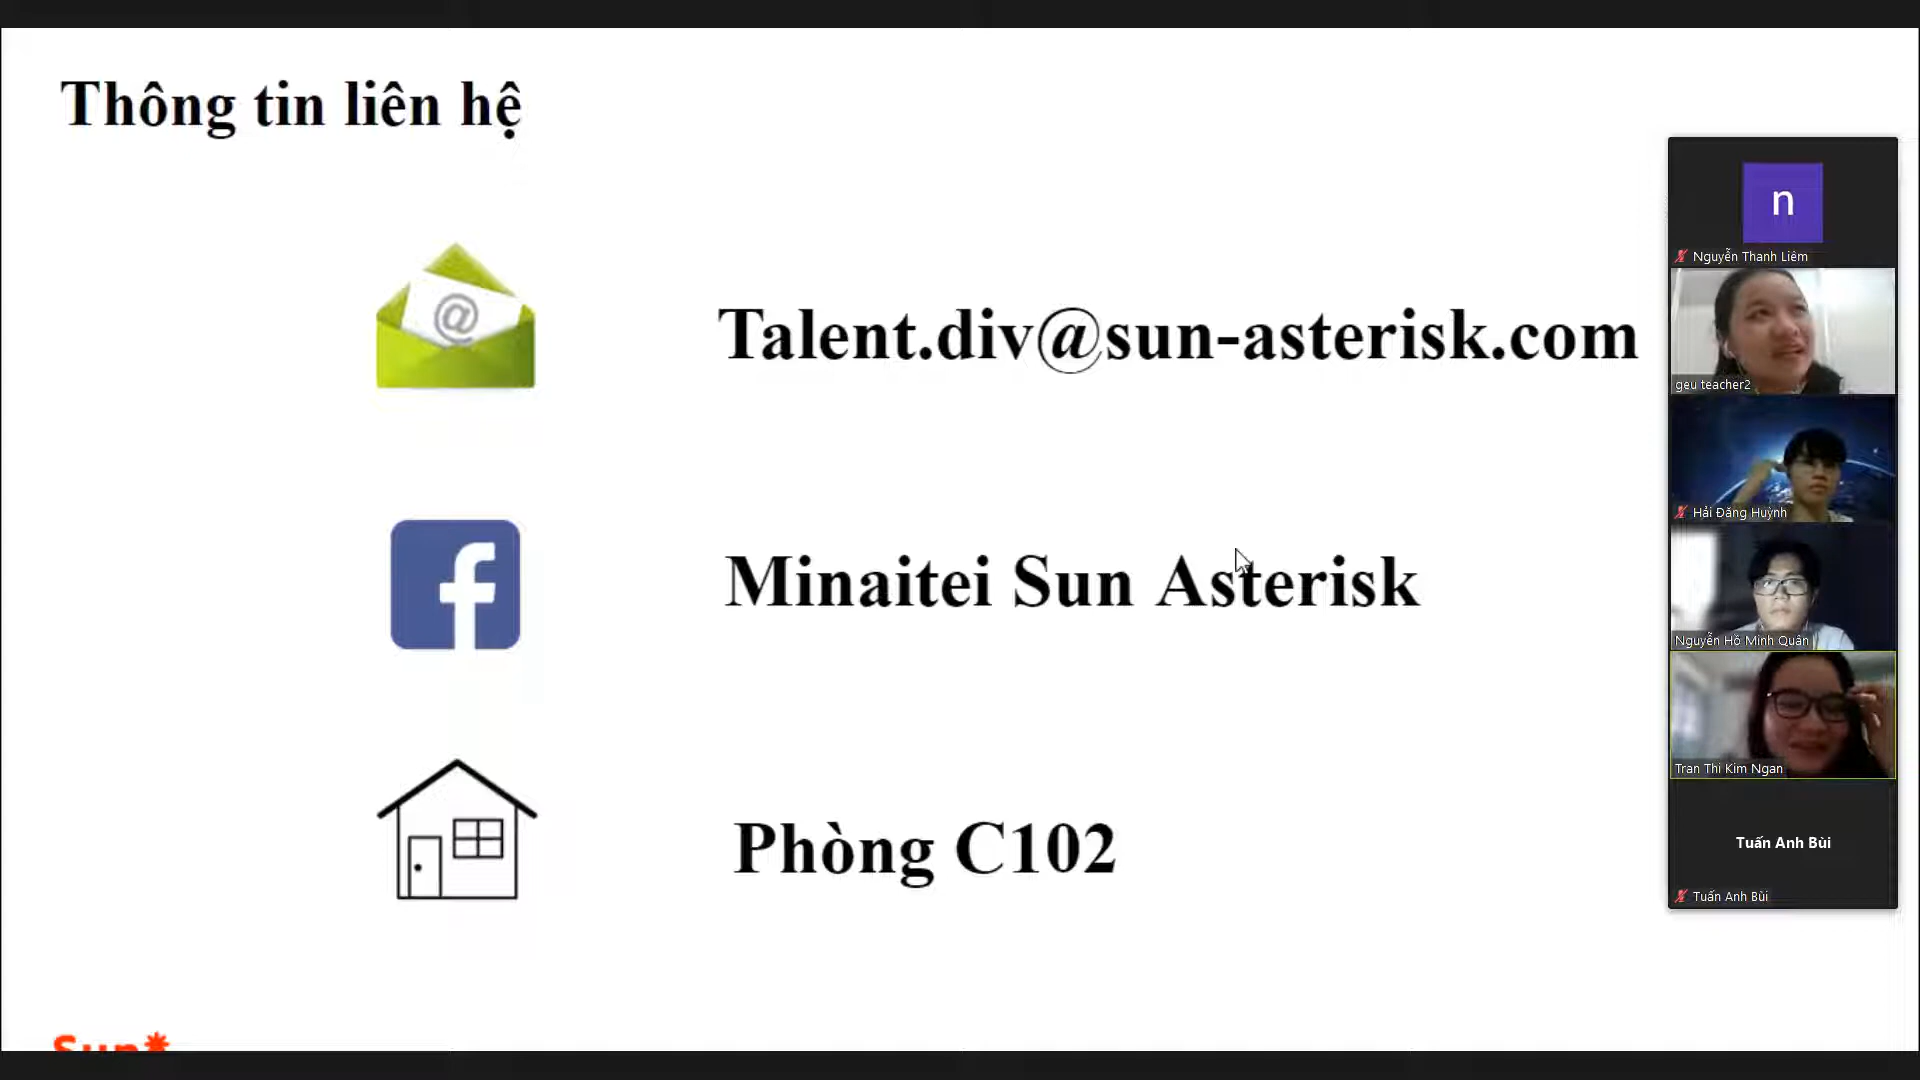 Thông tin liên hệ
@
Talent.div@sun-asterisk.com
f
Minaitei Sun Asterisk
Phòng C102
Sun*
n
Nguyễn Thanh Liêm
geu teacher2
Hải Đăng Huỳnh
Nguyễn Hồ Minh Quân
Tran Thi Kim Ngan
Tuấn Anh Bùi
Tuấn Anh Bùi